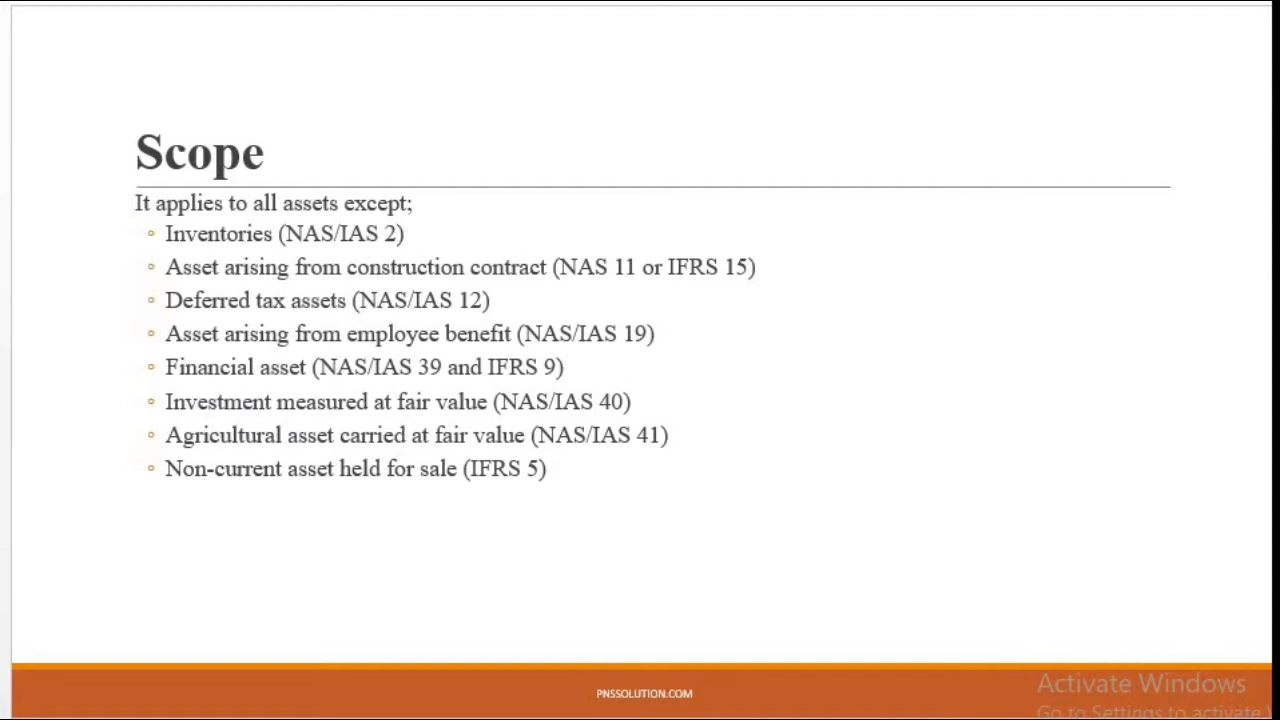 Scope
It applies to all assets except;
◦ Inventories (NAS/IAS 2)
◦ Asset arising from construction contract (NAS 11 or IFRS 15)
◦ Deferred tax assets (NAS/IAS 12)
◦ Asset arising from employee benefit (NAS/IAS 19)
◦ Financial asset (NAS/IAS 39 and IFRS 9)
◦ Investment measured at fair value (NAS/IAS 40)
◦ Agricultural asset carried at fair value (NAS/IAS 41)
◦ Non-current asset held for sale (IFRS 5)
PNSSOLUTION.COM
Activate Windows
Go to Settings to activate